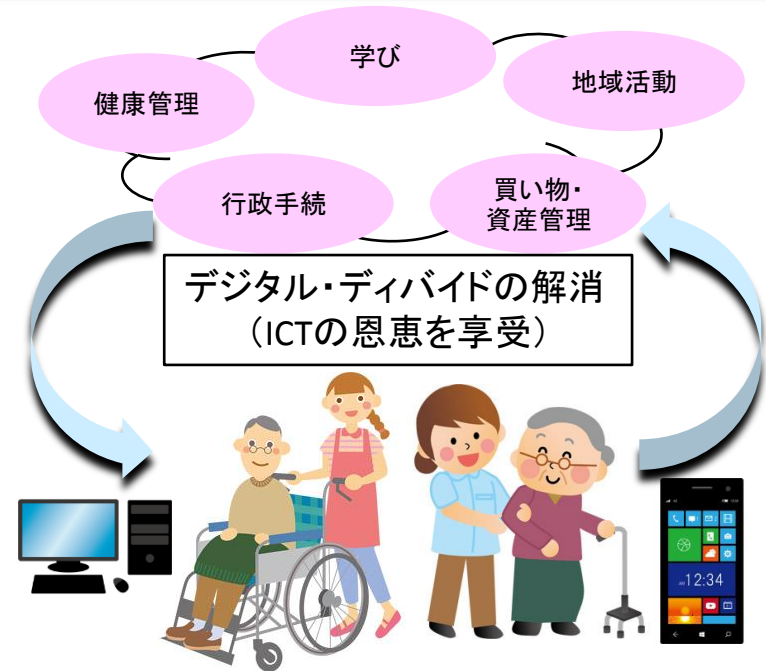 学び
健康管理
地域活動
行政手続
買い物・
資産管理
デジタル・ディバイドの解消
（ICTの恩恵を享受）
12:34